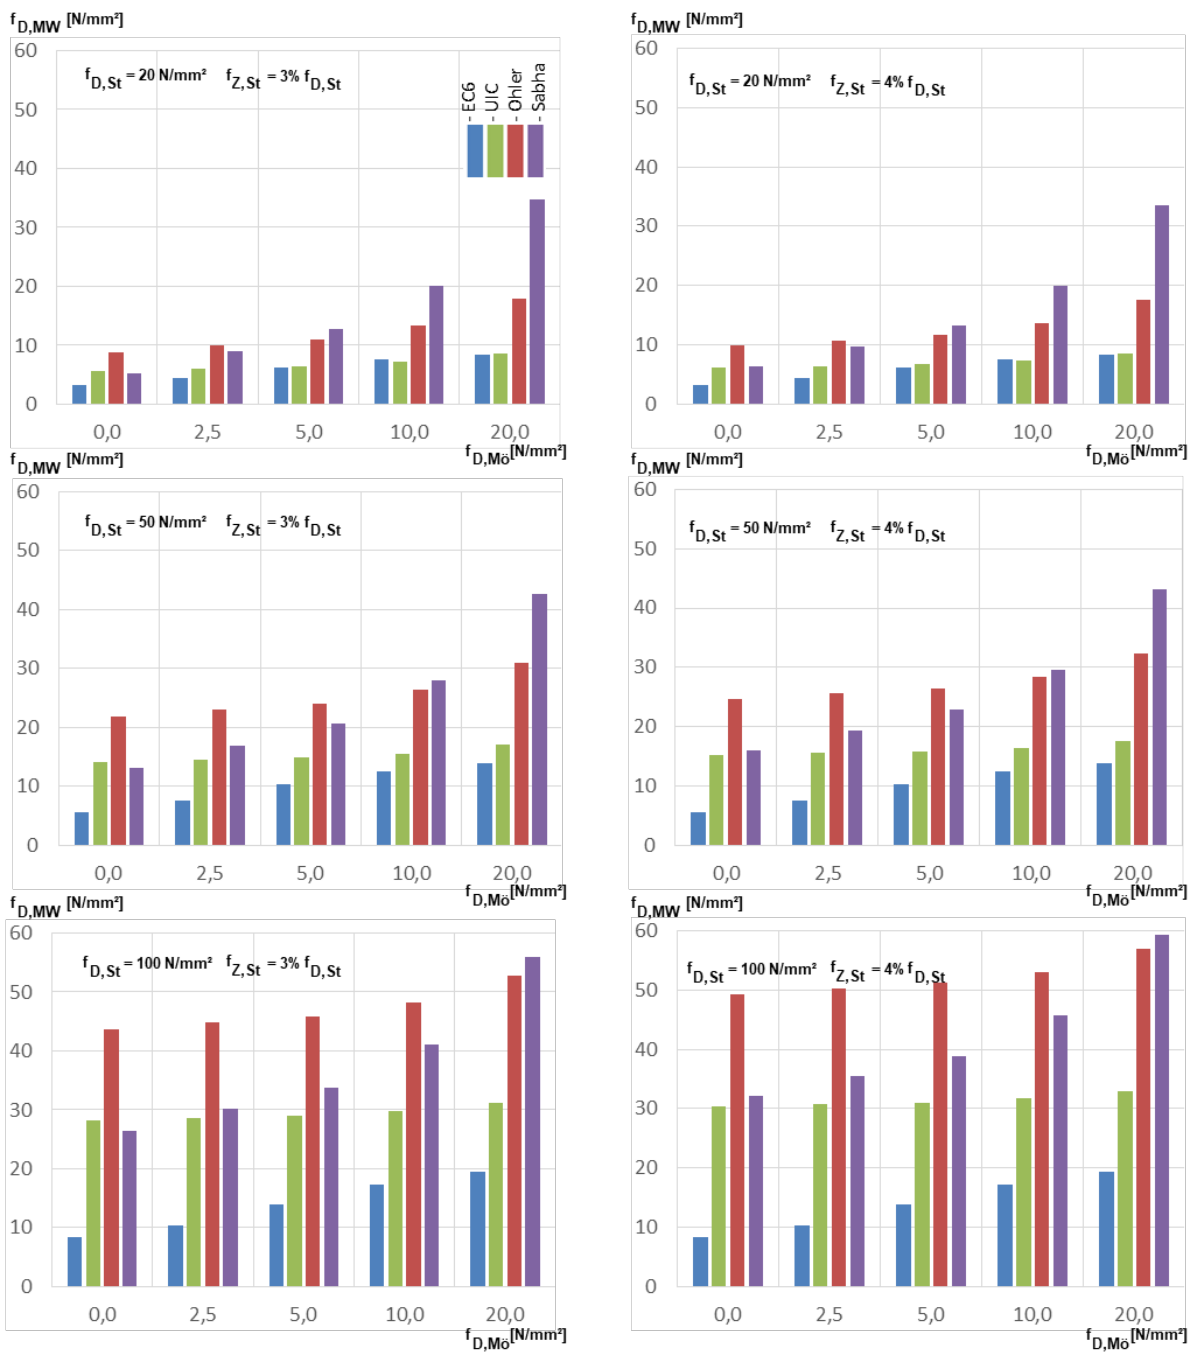 f_D,MW [N/mm²]
60
50
40
30
20
10
0
f_D,St = 20 N/mm² f_Z,St = 3% f_D,St
- EC6
- UIC
- Ohler
- Sabha
0,0 2,5 5,0 10,0 20,0
f_D,Mö [N/mm²]
f_D,MW [N/mm²]
60
50
40
30
20
10
0
f_D,St = 20 N/mm² f_Z,St = 4% f_D,St
0,0 2,5 5,0 10,0 20,0
f_D,Mö [N/mm²]
f_D,MW [N/mm²]
60
50
40
30
20
10
0
f_D,St = 50 N/mm² f_Z,St = 3% f_D,St
0,0 2,5 5,0 10,0 20,0
f_D,Mö [N/mm²]
f_D,MW [N/mm²]
60
50
40
30
20
10
0
f_D,St = 50 N/mm² f_Z,St = 4% f_D,St
0,0 2,5 5,0 10,0 20,0
f_D,Mö [N/mm²]
f_D,MW [N/mm²]
60
50
40
30
20
10
0
f_D,St = 100 N/mm² f_Z,St = 3% f_D,St
0,0 2,5 5,0 10,0 20,0
f_D,Mö [N/mm²]
f_D,MW [N/mm²]
60
50
40
30
20
10
0
f_D,St = 100 N/mm² f_Z,St = 4% f_D,St
0,0 2,5 5,0 10,0 20,0
f_D,Mö [N/mm²]